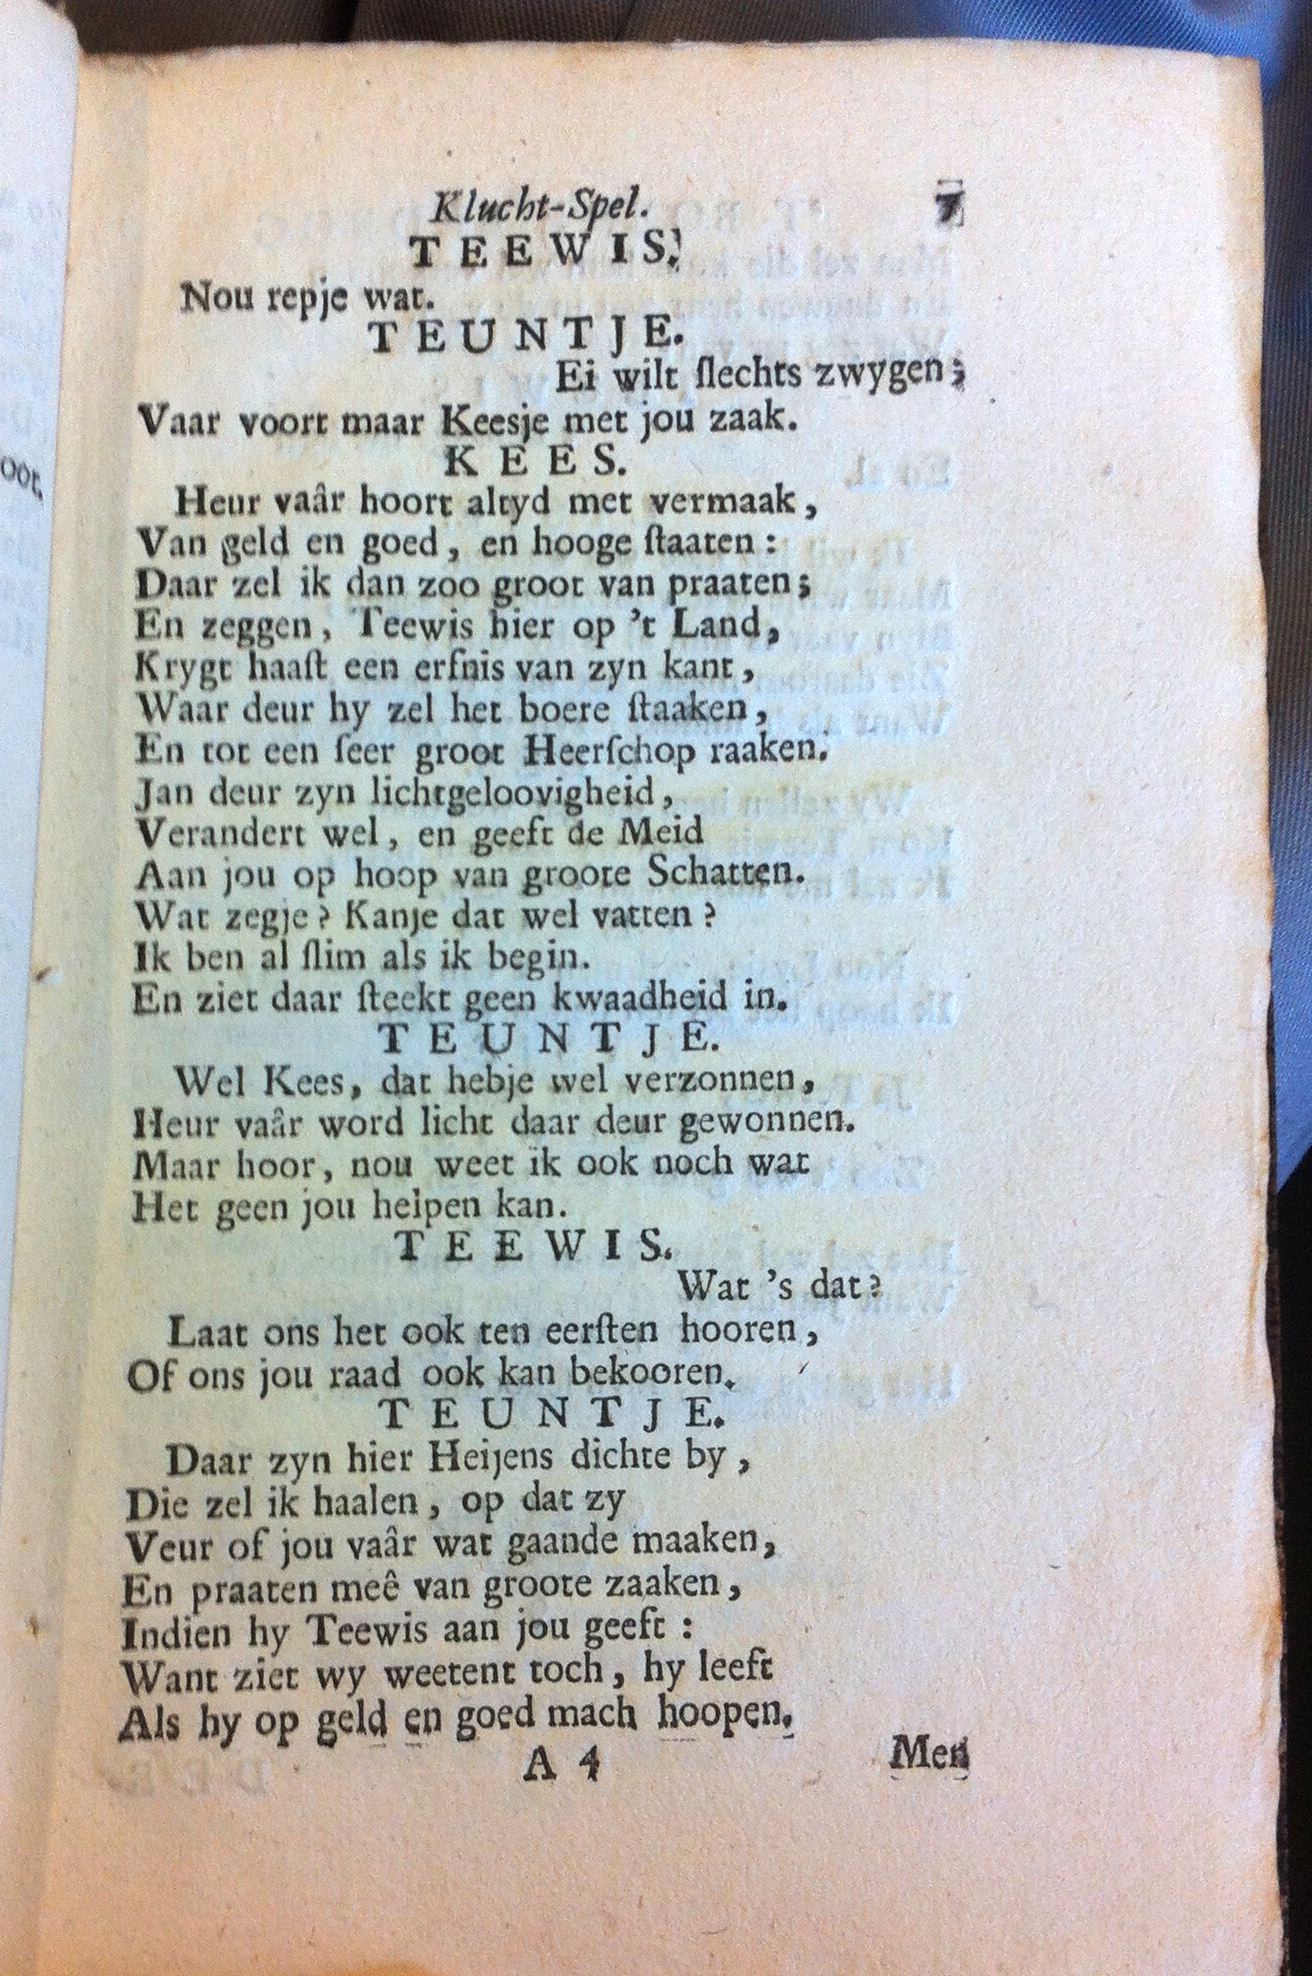 Klucht-Spel. 7
TEEWIS.
Nou repje wat.
TEUNTJE.
Ei wilt ſlechts zwygen;
Vaar voort maar Keesje met jou zaak.
KEES.
Heur vaâr hoort altyd met vermaak,
Van geld en goed, en hooge ſtaaten:
Daar zel ik dan zoo groot van praaten;
En zeggen, Teewis hier op 't Land,
Krygt haaſt een erfnis van zyn kant,
Waar deur hy zel het boere ſtaaken,
En tot een ſeer groot Heerſchop raaken.
Jan deur zyn lichtgeloovigheid,
Verandert wel, en geeft de Meid
Aan jou op hoop van groote Schatten.
Wat zegje? Kanje dat wel vatten?
Ik ben al ſlim als ik begin.
En ziet daar ſteekt geen kwaadheid in.
TEUNTJE.
Wel Kees, dat hebje wel verzonnen,
Heur vaâr word licht daar deur gewonnen.
Maar hoor, nou weet ik ook noch wat
Het geen jou helpen kan.
TEEWIS.
Wat 's dat?
Laat ons het ook ten eerſten hooren,
Of ons jou raad ook kan bekooren.
TEUNTJE.
Daar zyn hier Heijens dichte by,
Die zel ik haalen, op dat zy
Veur of jou vaâr wat gaande maaken,
En praaten meê van groote zaaken,
Indien hy Teewis aan jou geeft:
Want ziet wy weetent toch, hy leeft
Als hy op geld en goed mach hoopen.
A 4 Men
oot.